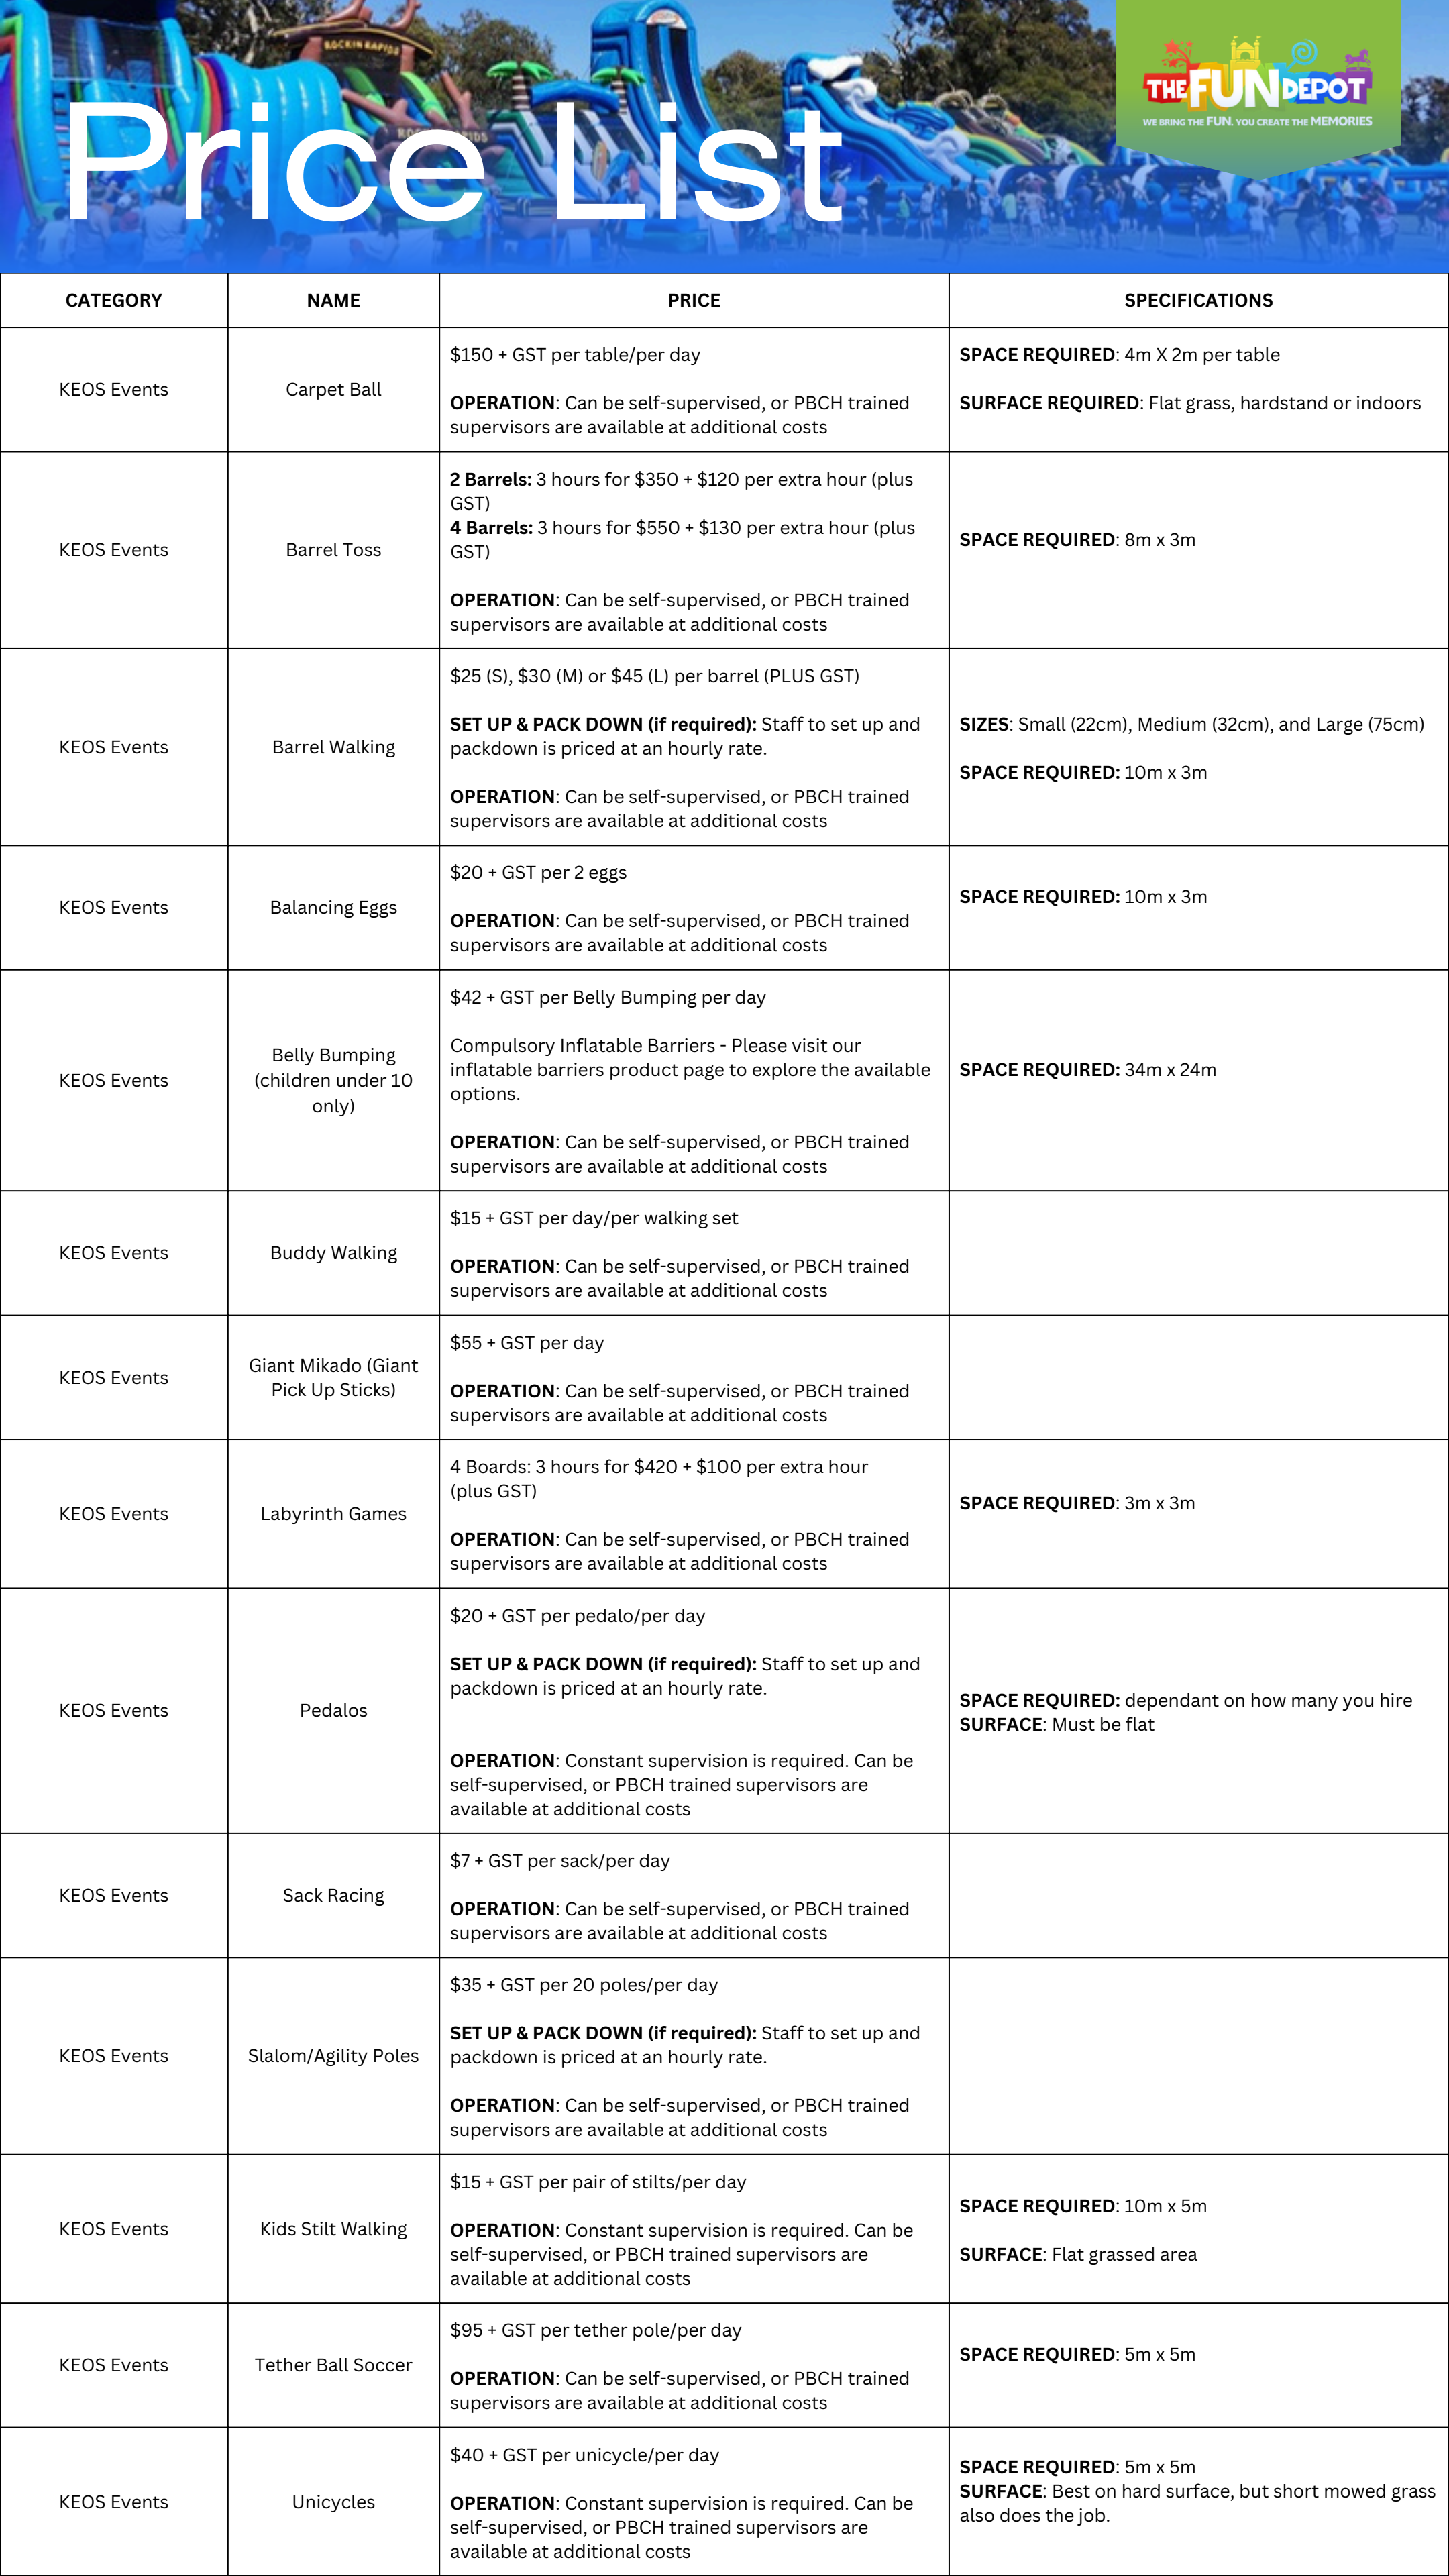 ROCKIN RAPIDS
ROCKIN RAPIDS
Price List
THE FUN DEPOT
WE BRING THE FUN. YOU CREATE THE MEMORIES
CATEGORY
NAME
PRICE
SPECIFICATIONS
KEOS Events
Carpet Ball
$150 + GST per table/per day
OPERATION: Can be self-supervised, or PBCH trained
supervisors are available at additional costs
SPACE REQUIRED: 4m X 2m per table
SURFACE REQUIRED: Flat grass, hardstand or indoors
KEOS Events
Barrel Toss
2 Barrels: 3 hours for $350 + $120 per extra hour (plus
GST)
4 Barrels: 3 hours for $550 + $130 per extra hour (plus
GST)
OPERATION: Can be self-supervised, or PBCH trained
supervisors are available at additional costs
SPACE REQUIRED: 8m x 3m
KEOS Events
Barrel Walking
$25 (S), $30 (M) or $45 (L) per barrel (PLUS GST)
SET UP & PACK DOWN (if required): Staff to set up and
packdown is priced at an hourly rate.
OPERATION: Can be self-supervised, or PBCH trained
supervisors are available at additional costs
SIZES: Small (22cm), Medium (32cm), and Large (75cm)
SPACE REQUIRED: 10m x 3m
KEOS Events
Balancing Eggs
$20 + GST per 2 eggs
OPERATION: Can be self-supervised, or PBCH trained
supervisors are available at additional costs
SPACE REQUIRED: 10m x 3m
KEOS Events
Belly Bumping
(children under 10
only)
$42 + GST per Belly Bumping per day
Compulsory Inflatable Barriers - Please visit our
inflatable barriers product page to explore the available
options.
OPERATION: Can be self-supervised, or PBCH trained
supervisors are available at additional costs
SPACE REQUIRED: 34m x 24m
KEOS Events
Buddy Walking
$15 + GST per day/per walking set
OPERATION: Can be self-supervised, or PBCH trained
supervisors are available at additional costs
KEOS Events
Giant Mikado (Giant
Pick Up Sticks)
$55 + GST per day
OPERATION: Can be self-supervised, or PBCH trained
supervisors are available at additional costs
KEOS Events
Labyrinth Games
4 Boards: 3 hours for $420 + $100 per extra hour
(plus GST)
OPERATION: Can be self-supervised, or PBCH trained
supervisors are available at additional costs
SPACE REQUIRED: 3m x 3m
KEOS Events
Pedalos
$20 + GST per pedalo/per day
SET UP & PACK DOWN (if required): Staff to set up and
packdown is priced at an hourly rate.
OPERATION: Constant supervision is required. Can be
self-supervised, or PBCH trained supervisors are
available at additional costs
SPACE REQUIRED: dependant on how many you hire
SURFACE: Must be flat
KEOS Events
Sack Racing
$7 + GST per sack/per day
OPERATION: Can be self-supervised, or PBCH trained
supervisors are available at additional costs
KEOS Events
Slalom/Agility Poles
$35 + GST per 20 poles/per day
SET UP & PACK DOWN (if required): Staff to set up and
packdown is priced at an hourly rate.
OPERATION: Can be self-supervised, or PBCH trained
supervisors are available at additional costs
KEOS Events
Kids Stilt Walking
$15 + GST per pair of stilts/per day
OPERATION: Constant supervision is required. Can be
self-supervised, or PBCH trained supervisors are
available at additional costs
SPACE REQUIRED: 10m x 5m
SURFACE: Flat grassed area
KEOS Events
Tether Ball Soccer
$95 + GST per tether pole/per day
OPERATION: Can be self-supervised, or PBCH trained
supervisors are available at additional costs
SPACE REQUIRED: 5m x 5m
KEOS Events
Unicycles
$40 + GST per unicycle/per day
OPERATION: Constant supervision is required. Can be
self-supervised, or PBCH trained supervisors are
available at additional costs
SPACE REQUIRED: 5m x 5m
SURFACE: Best on hard surface, but short mowed grass
also does the job.